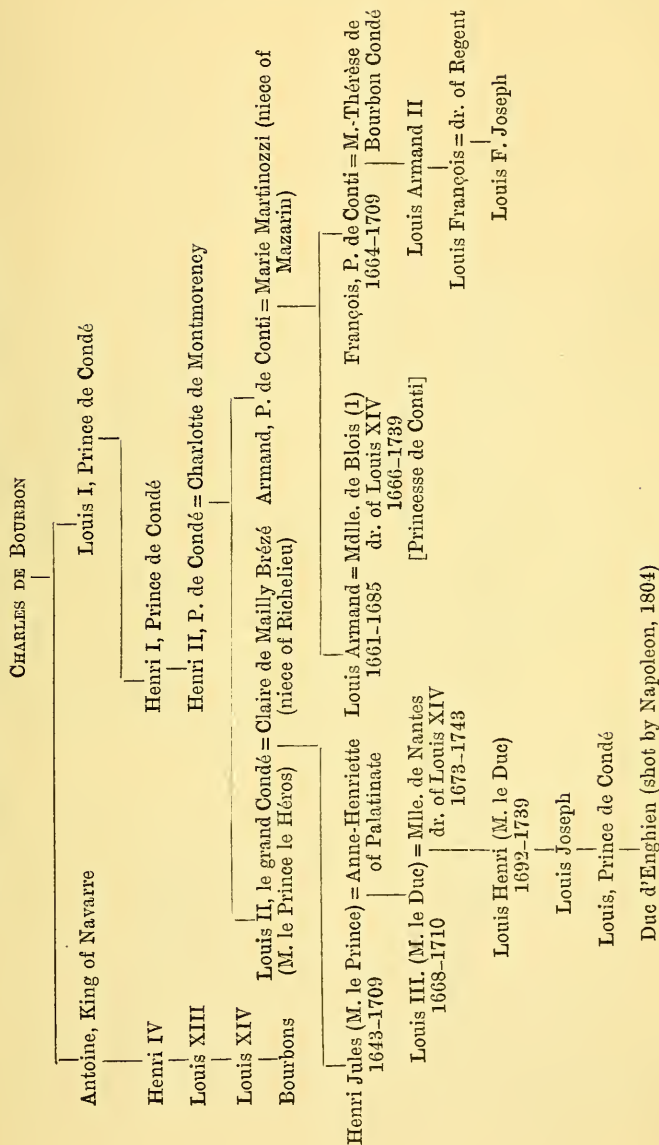 CHARLES DE BOURBON
Antoine, King of Navarre
Louis I, Prince de Condé
Henri IV
Henri I, Prince de Condé
Louis XIII
Henri II, P. de Condé = Charlotte de Montmorency
Louis XIV
Bourbons
Louis II, le grand Condé = Claire de Mailly Brézé
(M. le Prince le Héros)
(niece of Richelieu)
Armand, P. de Conti = Marie Martinozzi (niece of
Mazarin)
Henri Jules (M. le Prince) = Anne-Henriette
1643–1709
of Palatinate
Louis Armand = Mdlle. de Blois (1)
1661–1685
dr. of Louis XIV
1666–1739
[Princesse de Conti]
François, P. de Conti = M.-Thérèse de
1664–1709
Bourbon Condé
Louis III. (M. le Duc) = Mlle. de Nantes
1668–1710
dr. of Louis XIV
1673–1743
Louis Armand II
Louis Henri (M. le Duc)
1692–1739
Louis François = dr. of Regent
Louis Joseph
Louis F. Joseph
Louis, Prince de Condé
Duc d'Enghien (shot by Napoleon, 1804)